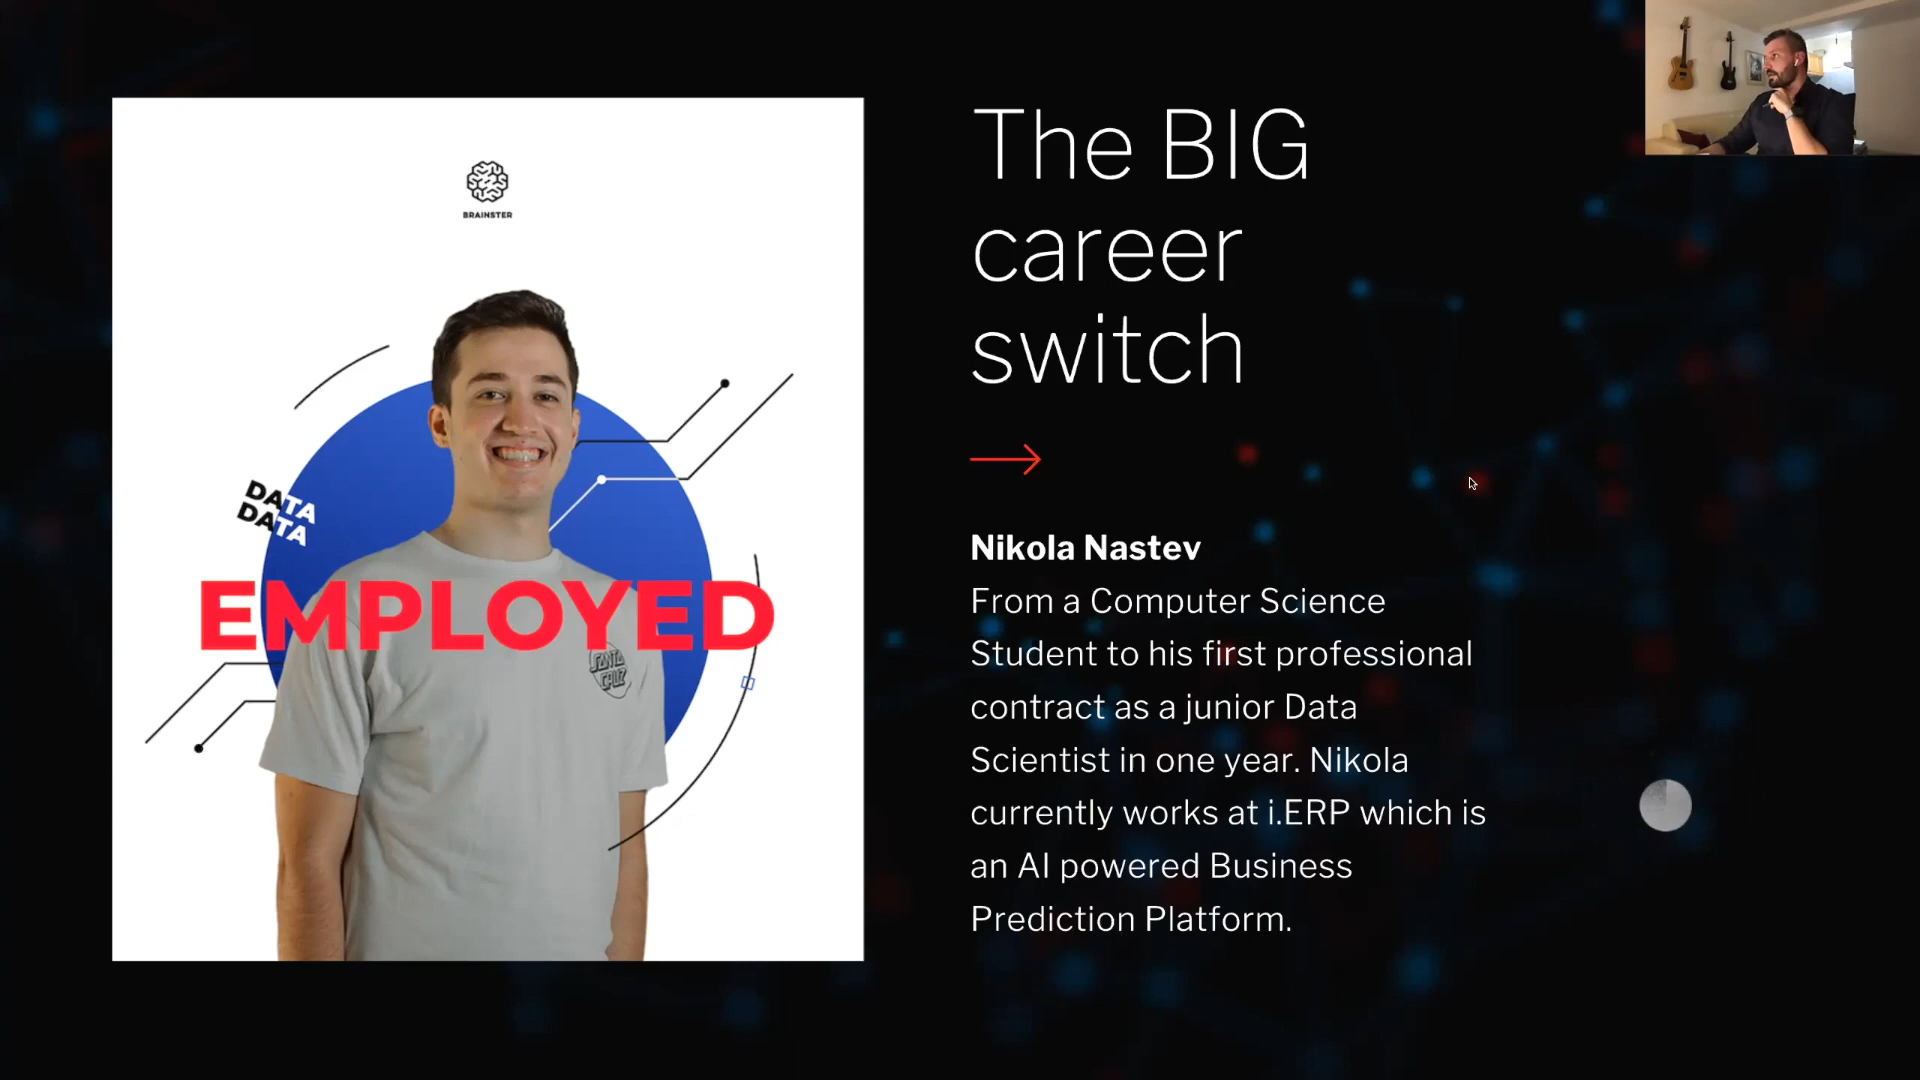 BRAINSTER
DATA
DATA
EMPLOYED
SANTA
CRUZ
The BIG
career
switch
Nikola Nastev
From a Computer Science
Student to his first professional
contract as a junior Data
Scientist in one year. Nikola
currently works at i.ERP which is
an AI powered Business
Prediction Platform.